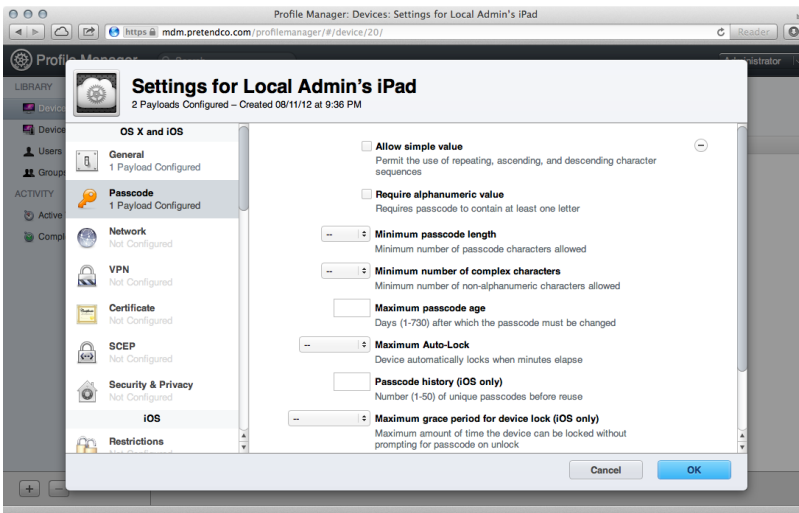 Profile Manager: Devices: Settings for Local Admin's iPad
https mdm.pretendco.com/profilemanager/#/device/20/
Reader
Profile Manager
Settings for Local Admin's iPad
2 Payloads Configured – Created 08/11/12 at 9:36 PM
LIBRARY
Device
Device
Users
Groups
ACTIVITY
Active
Compl
OS X and iOS
General
1 Payload Configured
Passcode
1 Payload Configured
Network
Not Configured
VPN
Not Configured
Certificate
Not Configured
SCEP
Not Configured
Security & Privacy
Not Configured
iOS
Restrictions
Allow simple value
Permit the use of repeating, ascending, and descending character
sequences
Require alphanumeric value
Requires passcode to contain at least one letter
-- Minimum passcode length
Minimum number of passcode characters allowed
-- Minimum number of complex characters
Minimum number of non-alphanumeric characters allowed
Maximum passcode age
Days (1-730) after which the passcode must be changed
-- Maximum Auto-Lock
Device automatically locks when minutes elapse
Passcode history (iOS only)
Number (1-50) of unique passcodes before reuse
-- Maximum grace period for device lock (iOS only)
Maximum amount of time the device can be locked without
prompting for passcode on unlock
Cancel
OK